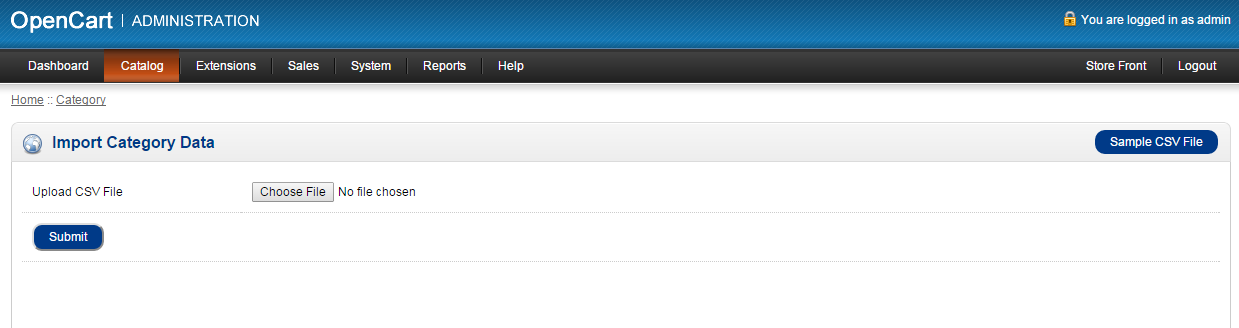 OpenCart | ADMINISTRATION You are logged in as admin
Dashboard Catalog Extensions Sales System Reports Help Store Front Logout
Home :: Category
Import Category Data Sample CSV File
Upload CSV File Choose File No file chosen
Submit